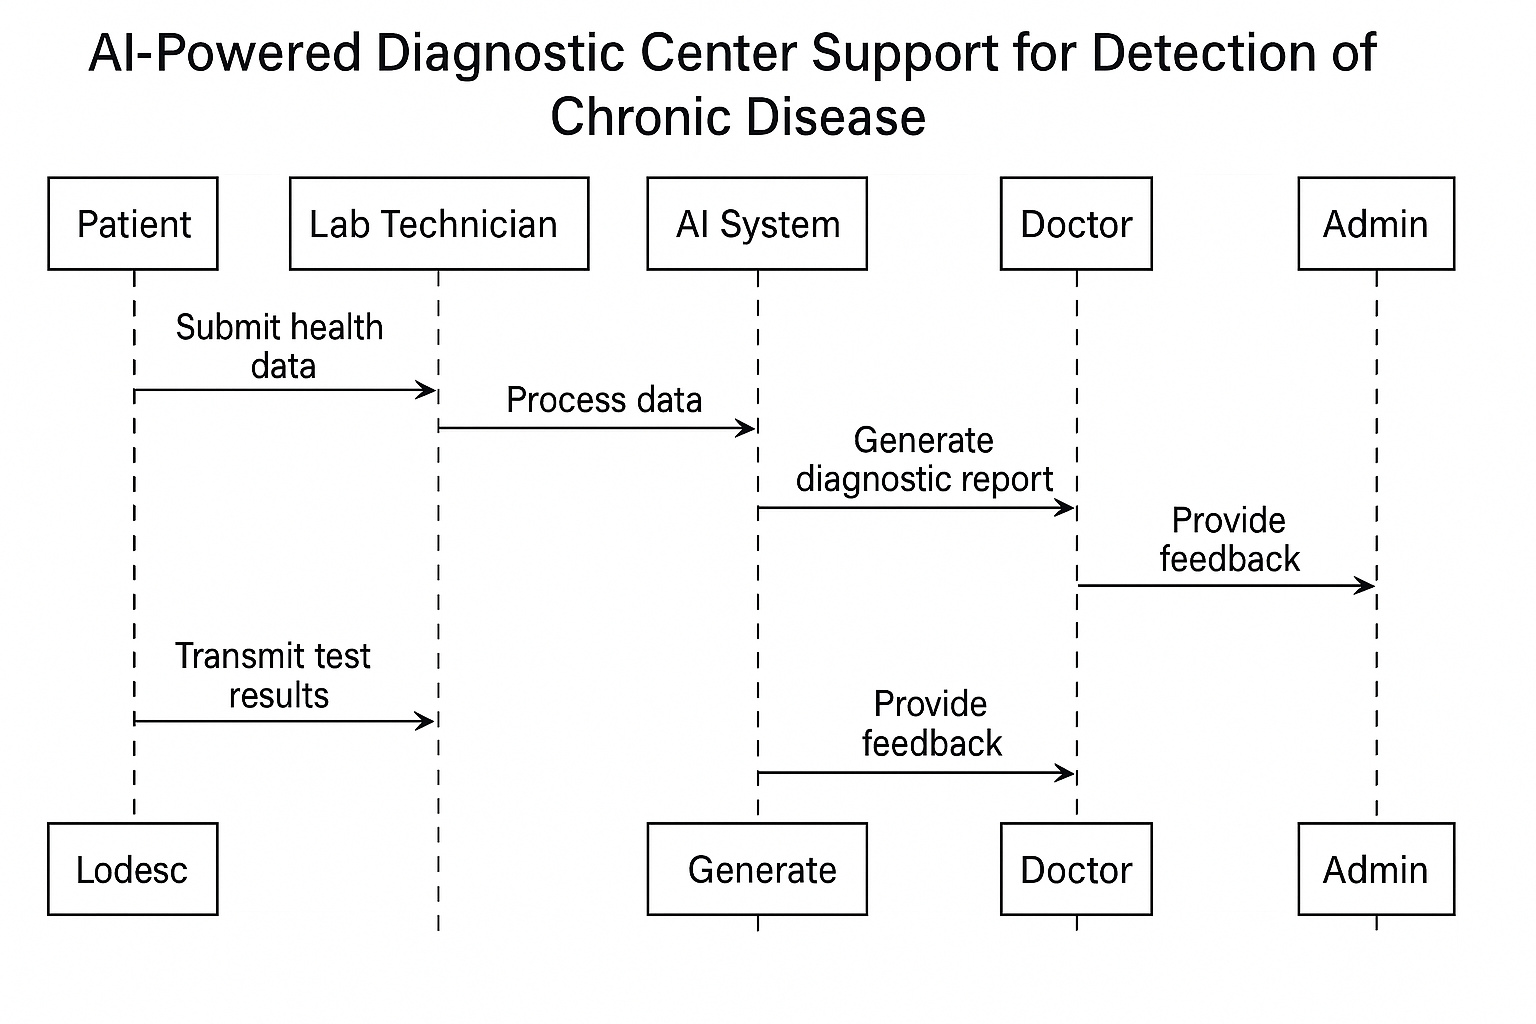 AI-Powered Diagnostic Center Support for Detection of
Chronic Disease
Patient
Lab Technician
AI System
Doctor
Admin
Submit health
data
Process data
Generate
diagnostic report
Provide
feedback
Transmit test
results
Provide
feedback
Lodesc
Generate
Doctor
Admin